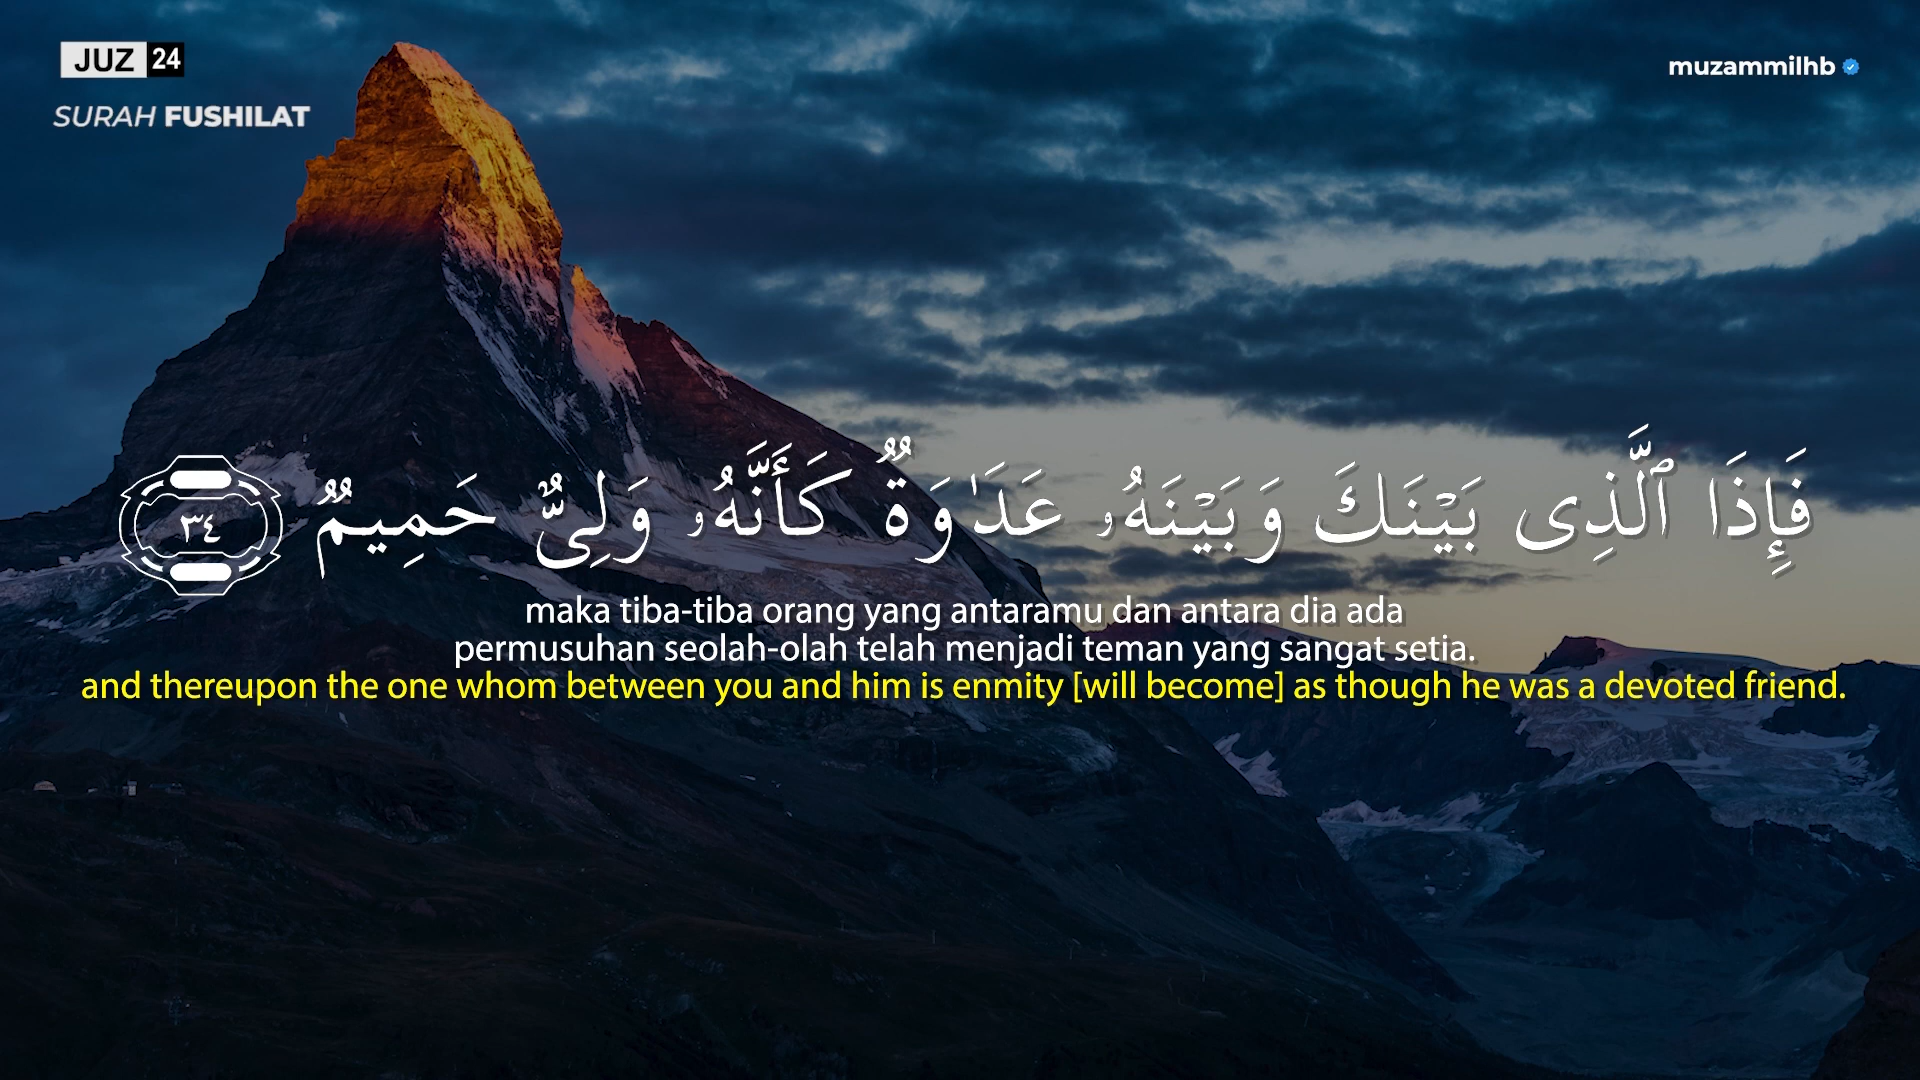 JUZ 24
muzammilhb
SURAH FUSHILAT
فَإِذَا ٱلَّذِى بَيْنَكَ وَبَيْنَهُۥ عَدَٰوَةٌ كَأَنَّهُۥ وَلِىٌّ حَمِيمٌ ٣٤
maka tiba-tiba orang yang antaramu dan antara dia ada
permusuhan seolah-olah telah menjadi teman yang sangat setia.
and thereupon the one whom between you and him is enmity [will become] as though he was a devoted friend.